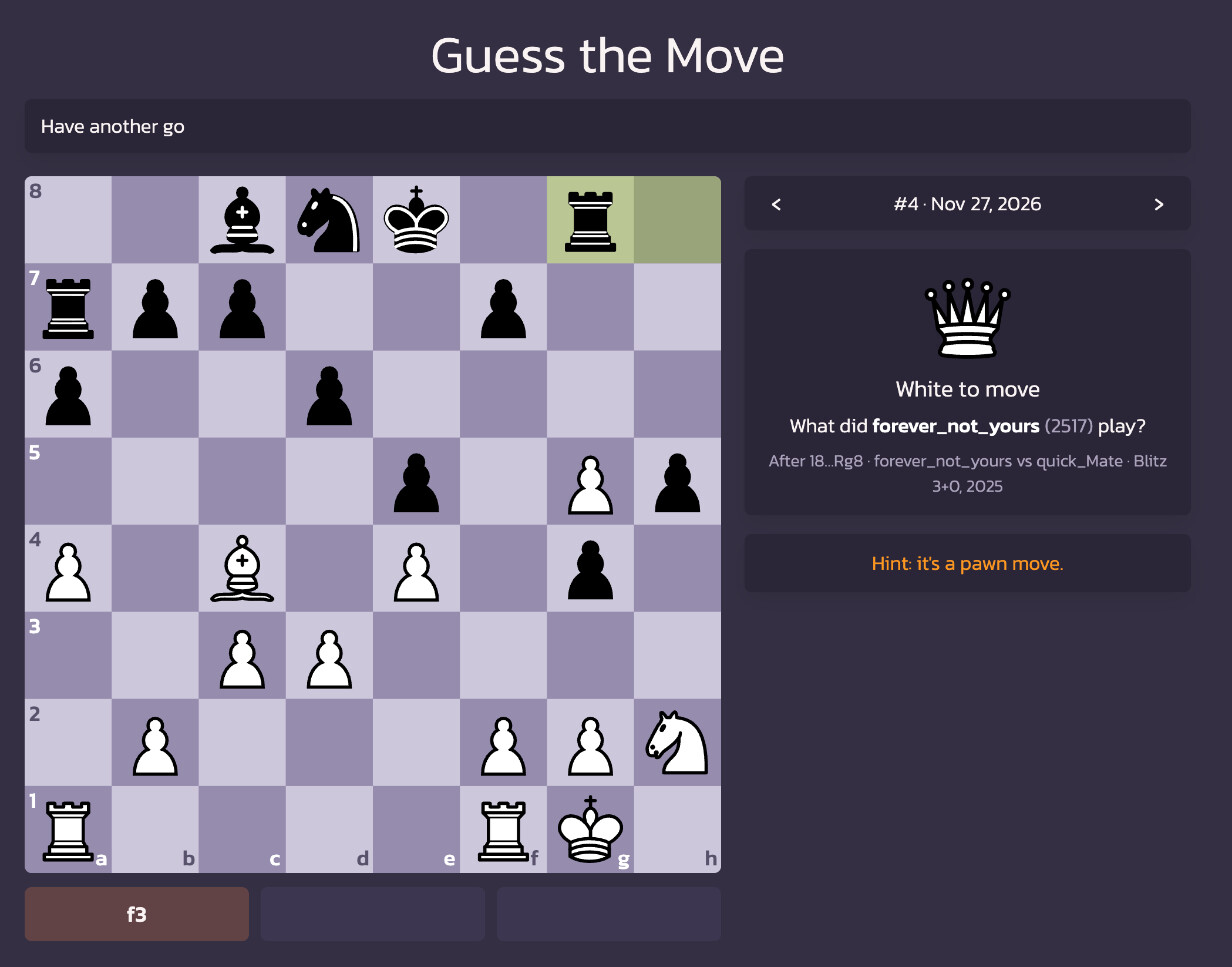 Guess the Move
Have another go
8
7
6
5
4
3
2
1
a
b
c
d
e
f
g
h
f3
< #4 · Nov 27, 2026 >
White to move
What did forever_not_yours (2517) play?
After 18...Rg8 · forever_not_yours vs quick_Mate · Blitz
3+0, 2025
Hint: it's a pawn move.